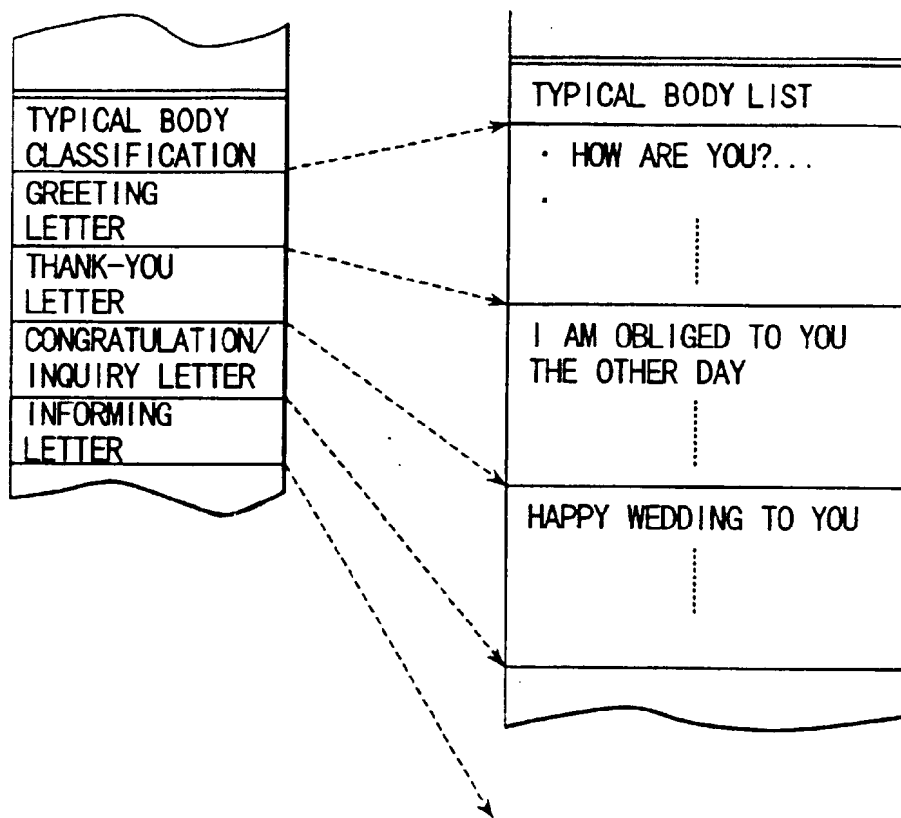 TYPICAL BODY
CLASSIFICATION
GREETING
LETTER
THANK-YOU
LETTER
CONGRATULATION/
INQUIRY LETTER
INFORMING
LETTER
TYPICAL BODY LIST
· HOW ARE YOU?...
·
I AM OBLIGED TO YOU
THE OTHER DAY
HAPPY WEDDING TO YOU